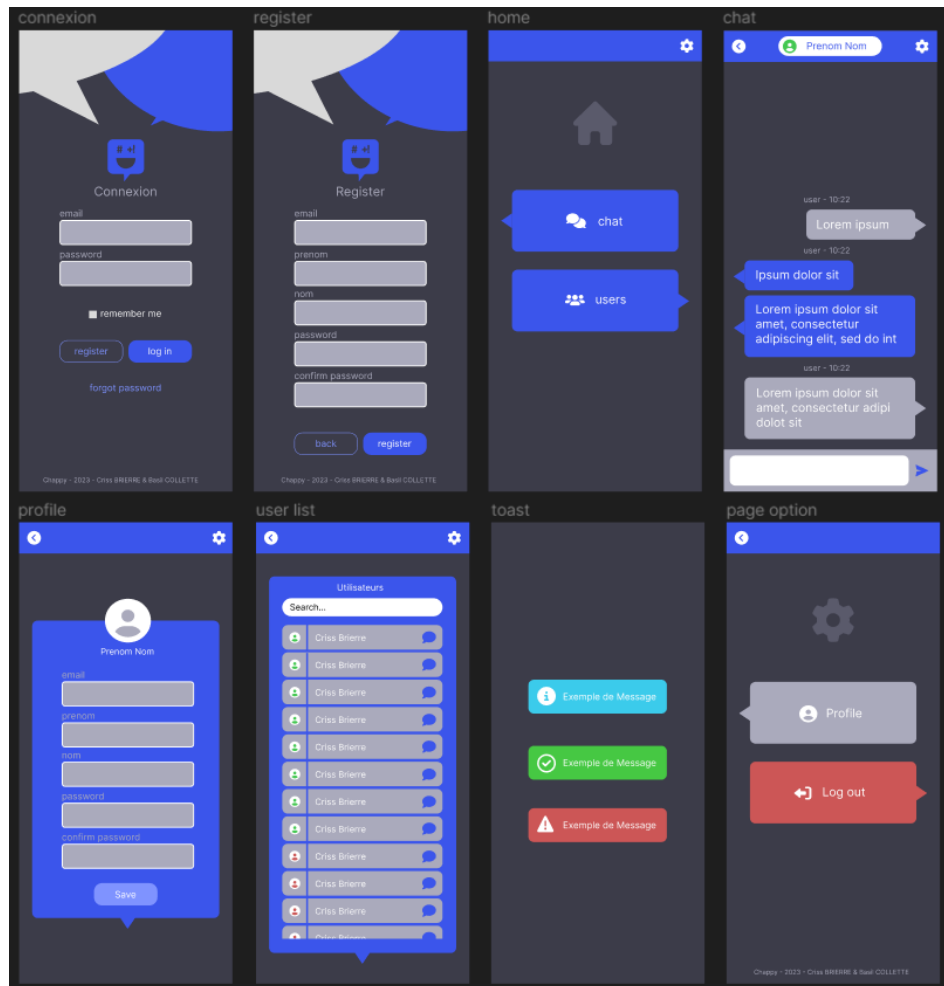 connexion
Connexion
email
password
remember me
register
log in
forgot password
Chappy - 2023 - Criss BRIERRE & Basil COLLETTE
register
Register
email
prenom
nom
password
confirm password
back
register
Chappy - 2023 - Criss BRIERRE & Basil COLLETTE
home
chat
users
chat
Prenom Nom
user - 10:22
Lorem ipsum
user - 10:22
Ipsum dolor sit
Lorem ipsum dolor sit
amet, consectetur
adipiscing elit, sed do int
user - 10:22
Lorem ipsum dolor sit
amet, consectetur adipi
dolot sit
profile
Prenom Nom
email
prenom
nom
password
confirm password
Save
user list
Utilisateurs
Search...
Criss Brierre
Criss Brierre
Criss Brierre
Criss Brierre
Criss Brierre
Criss Brierre
Criss Brierre
Criss Brierre
Criss Brierre
Criss Brierre
Criss Brierre
Criss Brierre
toast
Exemple de Message
Exemple de Message
Exemple de Message
page option
Profile
Log out
Chappy - 2023 - Criss BRIERRE & Basil COLLETTE